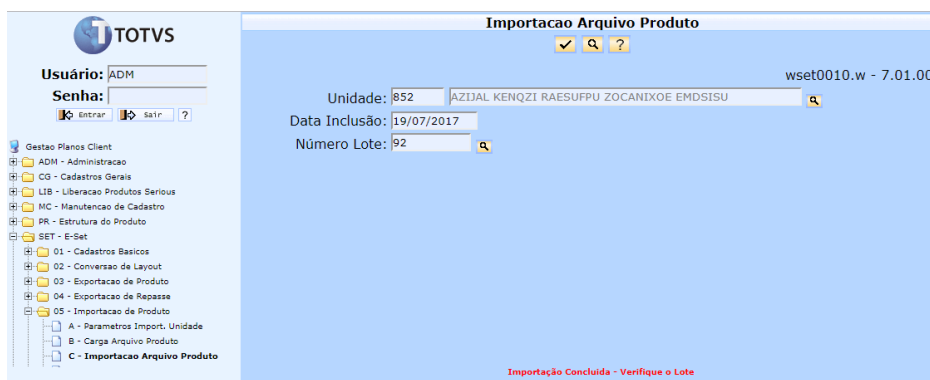 TOTVS
Usuário: ADM
Senha:
Entrar Sair ?
Gestao Planos Client
ADM - Administracao
CG - Cadastros Gerais
LIB - Liberacao Produtos Serious
MC - Manutencao de Cadastro
PR - Estrutura do Produto
SET - E-Set
01 - Cadastros Basicos
02 - Conversao de Layout
03 - Exportacao de Produto
04 - Exportacao de Repasse
05 - Importacao de Produto
A - Parametros Import. Unidade
B - Carga Arquivo Produto
C - Importacao Arquivo Produto
Importacao Arquivo Produto
?
wset0010.w - 7.01.00
Unidade: 852 AZIJAL KENQZI RAESUFPU ZOCANIXOE EMDSISU
Data Inclusão: 19/07/2017
Número Lote: 92
Importação Concluida - Verifique o Lote